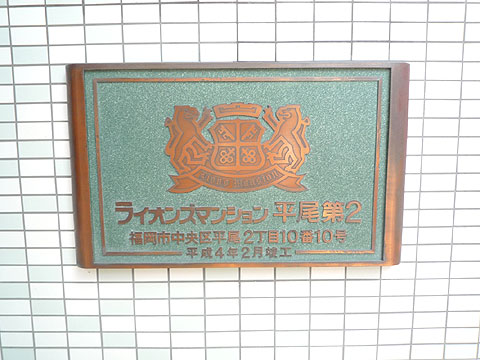 ライオンズマンション 平尾第2
福岡市中央区平尾2丁目10番10号
平成4年2月竣工